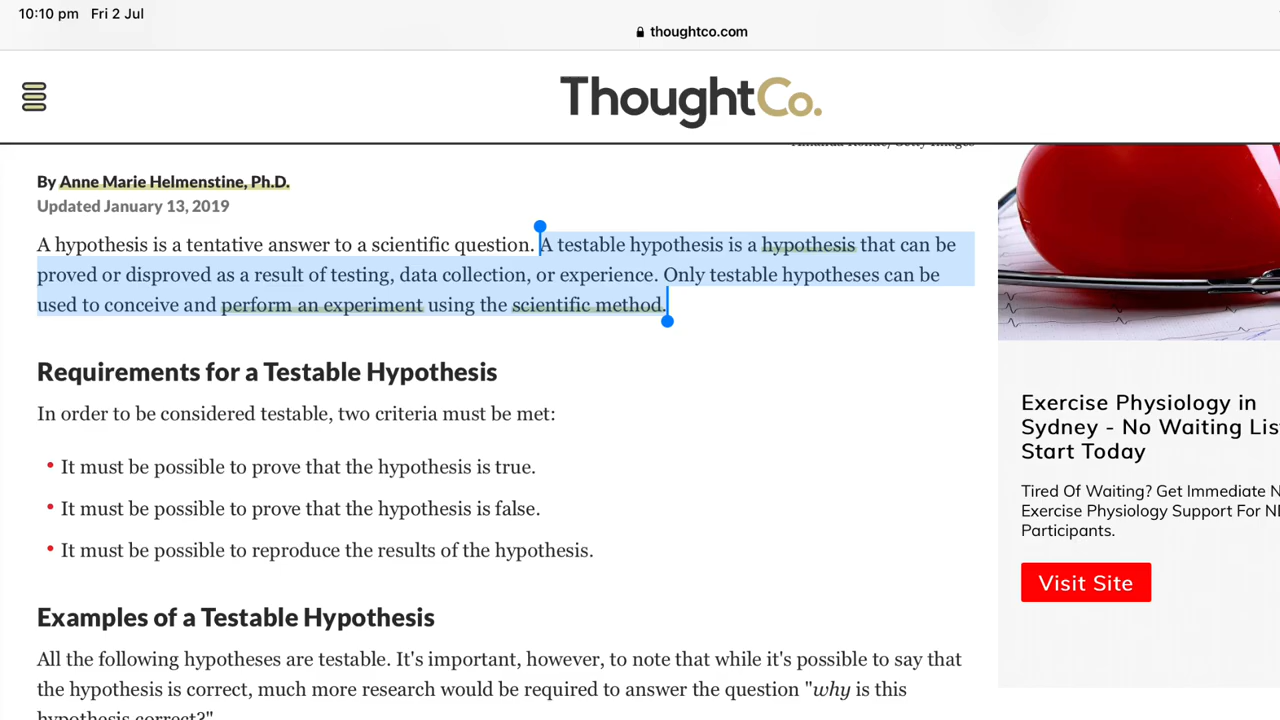 10:10 pm Fri 2 Jul
thoughtco.com
ThoughtCo.
By Anne Marie Helmenstine, Ph.D.
Updated January 13, 2019
A hypothesis is a tentative answer to a scientific question. A testable hypothesis is a hypothesis that can be
proved or disproved as a result of testing, data collection, or experience. Only testable hypotheses can be
used to conceive and perform an experiment using the scientific method.
Requirements for a Testable Hypothesis
In order to be considered testable, two criteria must be met:
• It must be possible to prove that the hypothesis is true.
• It must be possible to prove that the hypothesis is false.
• It must be possible to reproduce the results of the hypothesis.
Examples of a Testable Hypothesis
All the following hypotheses are testable. It's important, however, to note that while it's possible to say that
the hypothesis is correct, much more research would be required to answer the question "why is this
hypothesis correct?"
Exercise Physiology in
Sydney - No Waiting Lis
Start Today
Tired Of Waiting? Get Immediate N
Exercise Physiology Support For N
Participants.
Visit Site